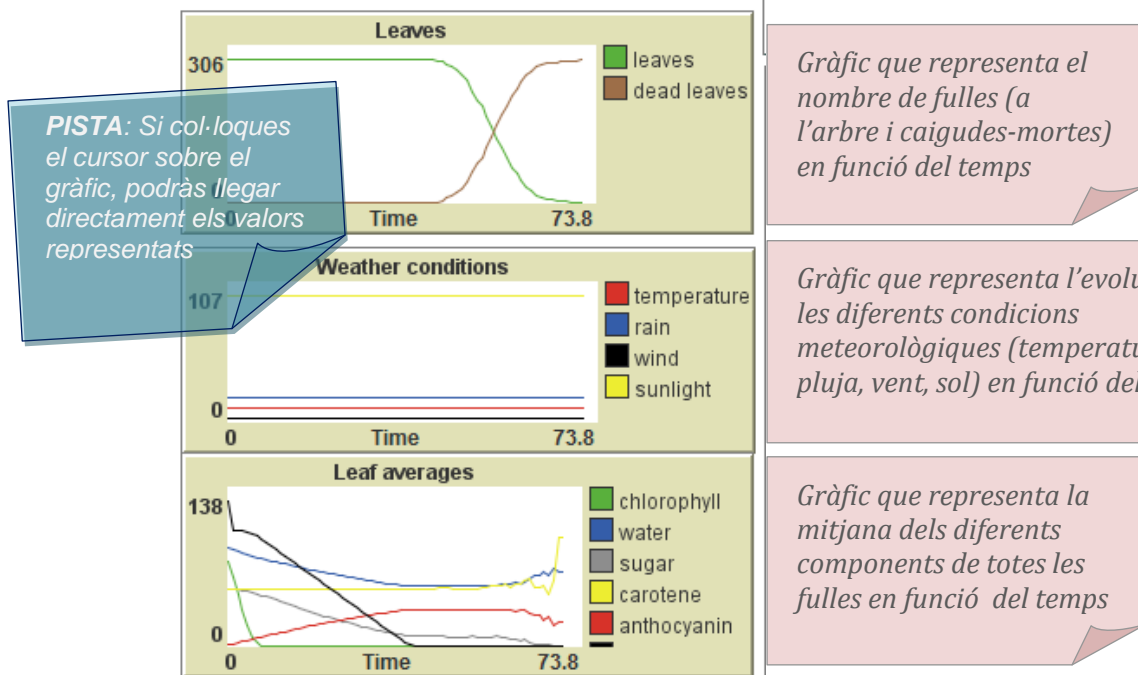 Leaves
306
leaves
dead leaves
0
0
Time
73.8
PISTA: Si col·loques
el cursor sobre el
gràfic, podràs llegar
directament els valors
representats
Gràfic que representa el
nombre de fulles (a
l'arbre i caigudes-mortes)
en funció del temps
Weather conditions
107
temperature
rain
wind
sunlight
0
0
Time
73.8
Gràfic que representa l'evolu
les diferents condicions
meteorològiques (temperatu
pluja, vent, sol) en funció del
Leaf averages
138
chlorophyll
water
sugar
carotene
anthocyanin
0
0
Time
73.8
Gràfic que representa la
mitjana dels diferents
components de totes les
fulles en funció del temps